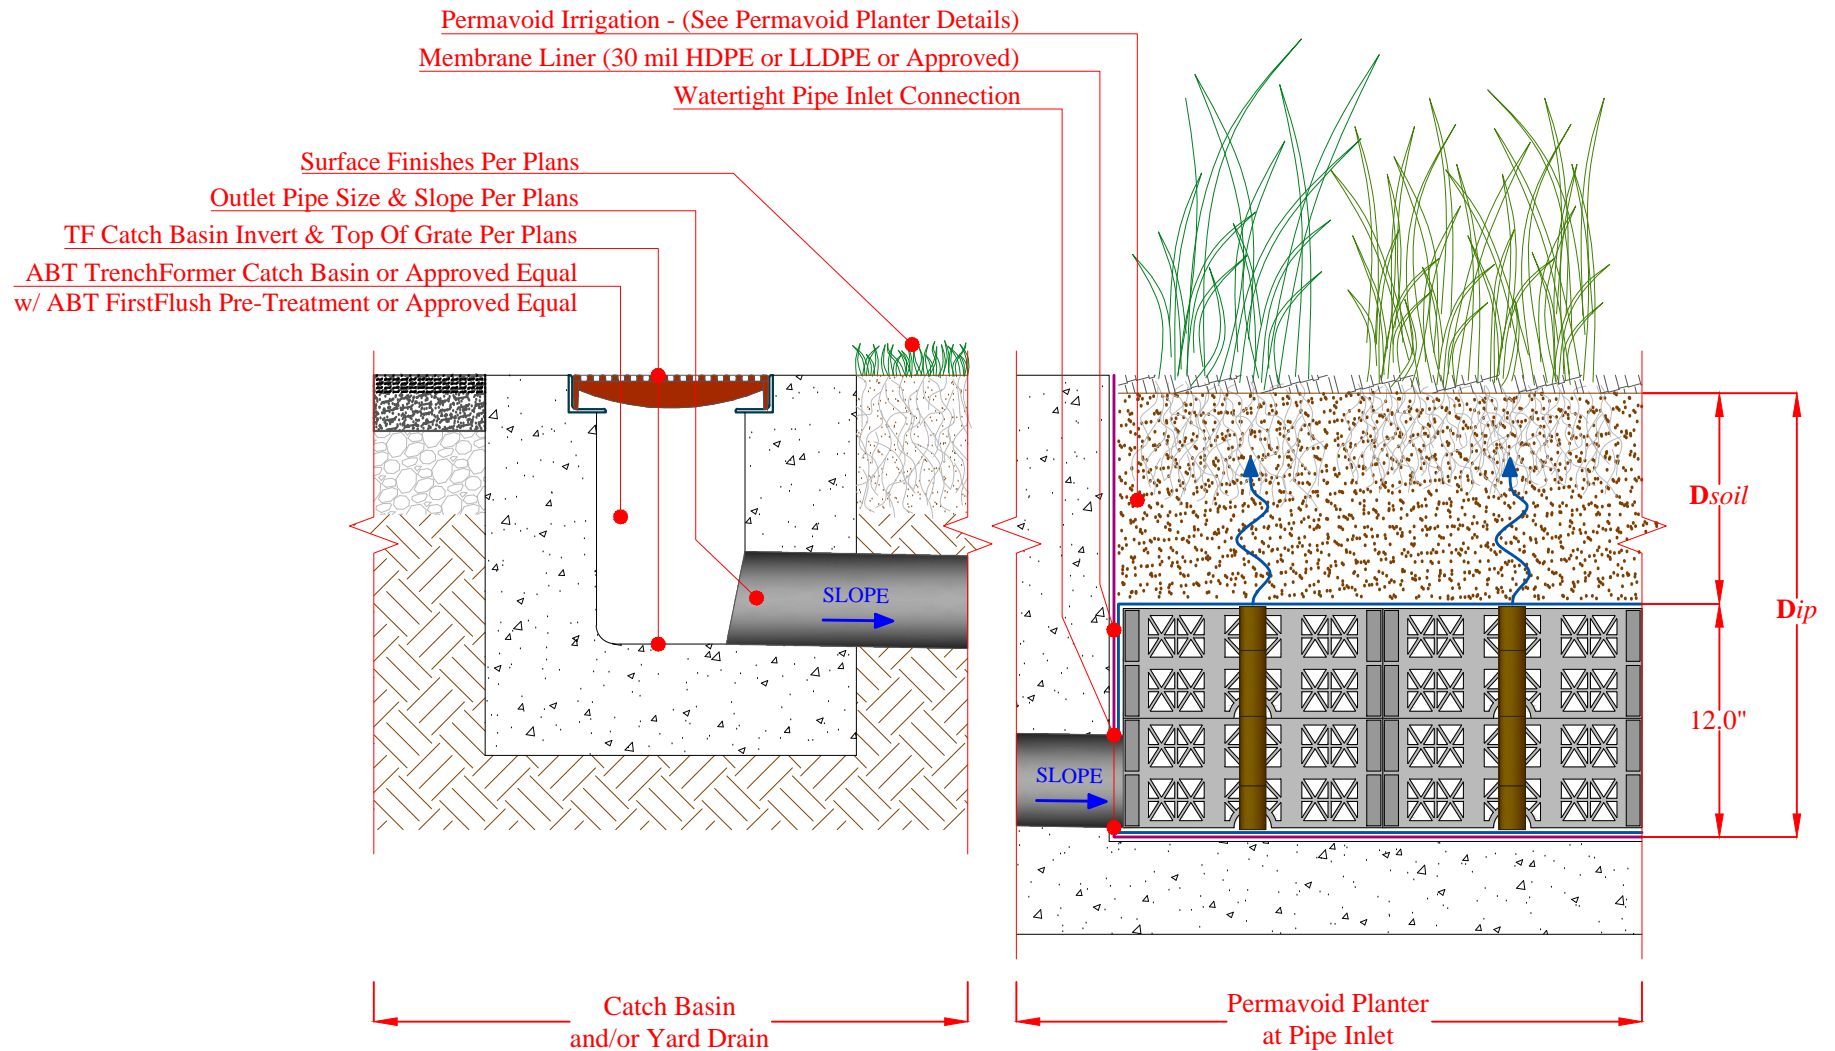 Permavoid Irrigation - (See Permavoid Planter Details)
Membrane Liner (30 mil HDPE or LLDPE or Approved)
Watertight Pipe Inlet Connection
Surface Finishes Per Plans
Outlet Pipe Size & Slope Per Plans
TF Catch Basin Invert & Top Of Grate Per Plans
ABT TrenchFormer Catch Basin or Approved Equal
w/ ABT FirstFlush Pre-Treatment or Approved Equal
SLOPE
SLOPE
Dsoil
Dip
12.0"
Catch Basin
and/or Yard Drain
Permavoid Planter
at Pipe Inlet